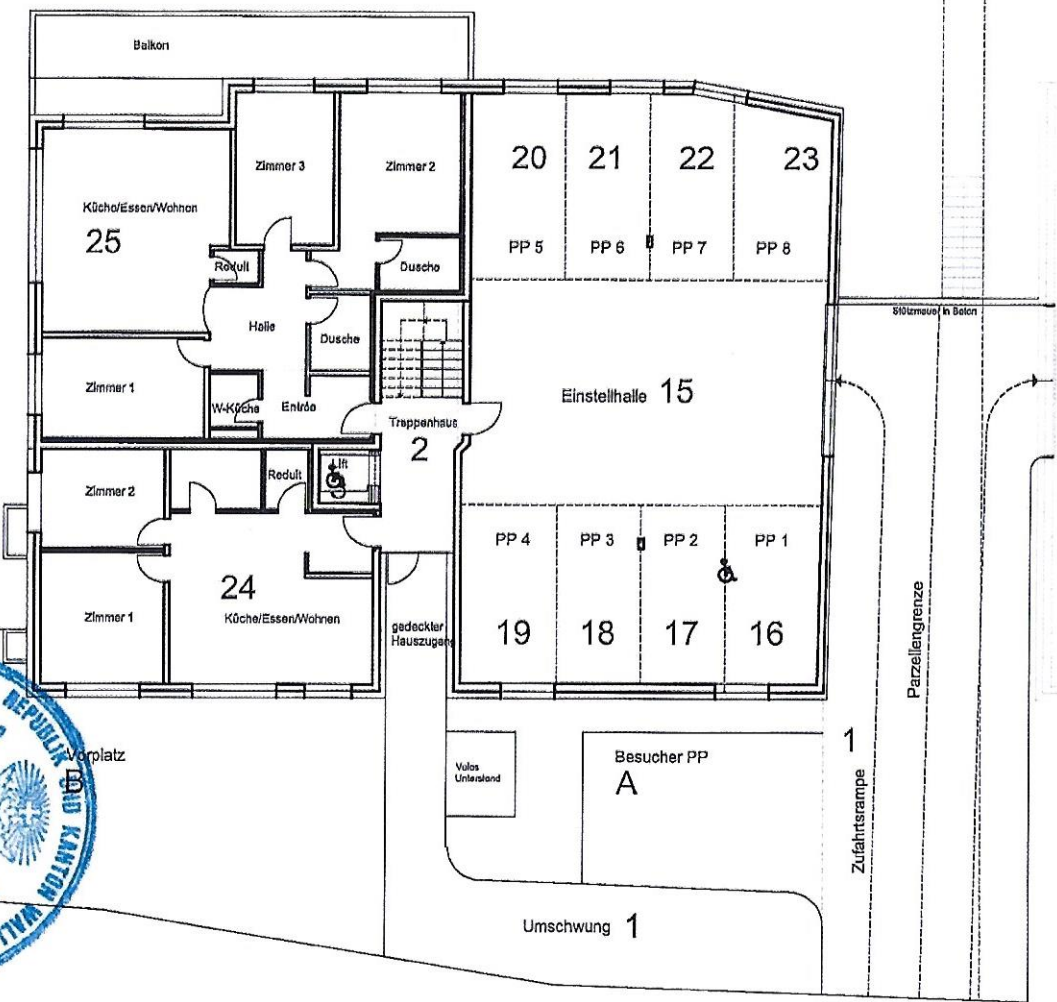 Balkon
Zimmer 3
Zimmer 2
20
21
22
23
Küche/Essen/Wohnen
25
PP 5
PP 6
PP 7
PP 8
Reduit
Dusche
Stützmauer in Beton
Halle
Dusche
Zimmer 1
Einstellhalle 15
W-Küche
Entrée
Treppenhaus
2
Lift
Reduit
Zimmer 2
PP 4
PP 3
PP 2
PP 1
24
Zimmer 1
Küche/Essen/Wohnen
gedeckter
Hauszugang
19
18
17
16
Parzellengrenze
REPUBLIK UND KANTON WALL
Vorplatz
B
Velos
Unterstand
Besucher PP
A
1
Zufahrtsrampe
Umschwung 1